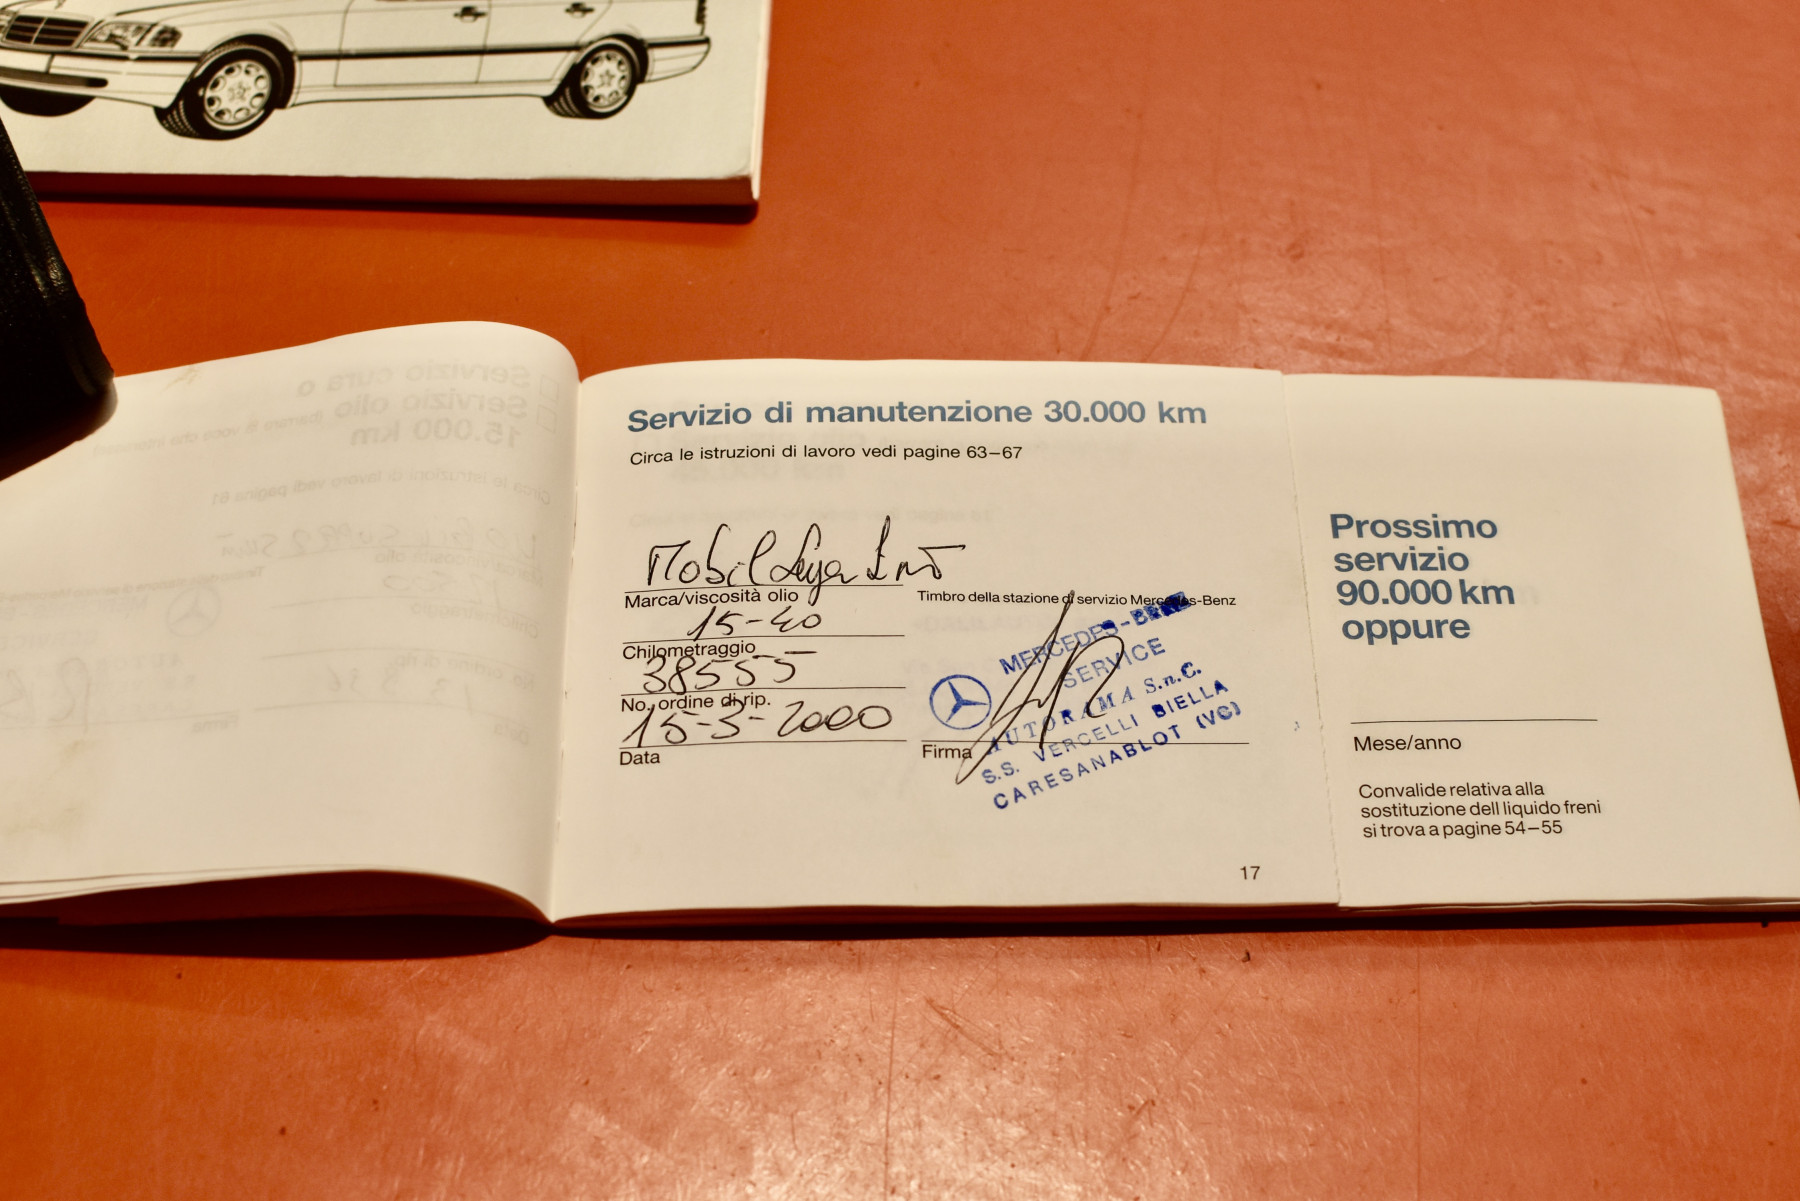 Servizio di manutenzione 30.000 km
Circa le istruzioni di lavoro vedi pagine 63–67
Mobil
Marca/viscosità olio
15-40
Chilometraggio
38555
No. ordine di rip.
15-3-2000
Data
Timbro della stazione di servizio Mercedes-Benz
MERCEDES-BENZ
SERVICE
AUTORAMA S.n.C.
S.S. VERCELLI BIELLA
CARESANABLOT (VC)
Firma
17
Prossimo
servizio
90.000 km
oppure
Mese/anno
Convalide relativa alla
sostituzione dell liquido freni
si trova a pagine 54–55